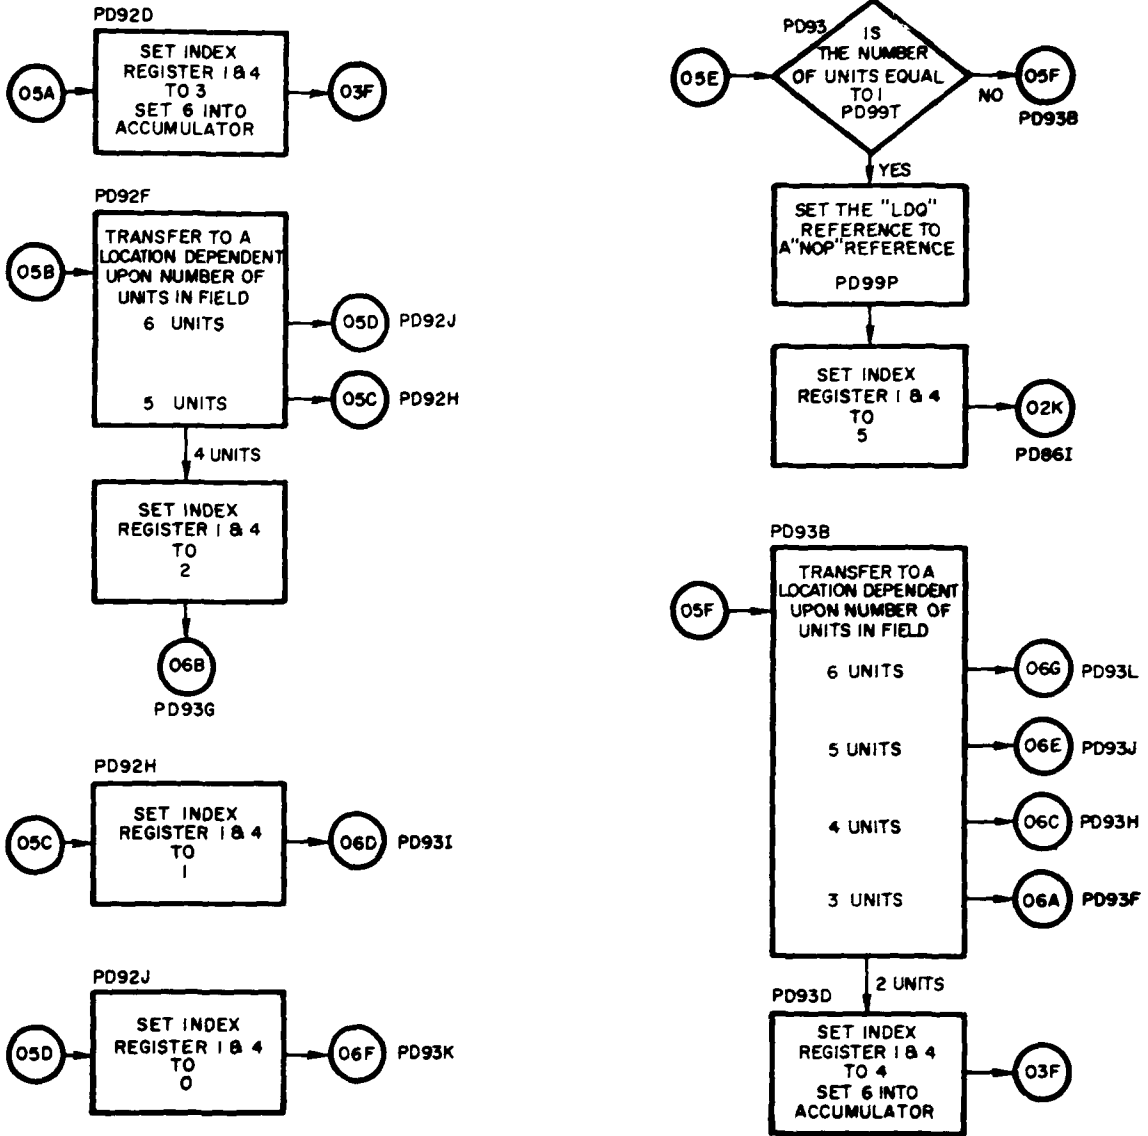 PD92D
05A
SET INDEX
REGISTER 1 & 4
TO 3
SET 6 INTO
ACCUMULATOR
03F
PD92F
05B
TRANSFER TO A
LOCATION DEPENDENT
UPON NUMBER OF
UNITS IN FIELD
6 UNITS
05D PD92J
5 UNITS
05C PD92H
4 UNITS
SET INDEX
REGISTER 1 & 4
TO
2
06B
PD93G
PD92H
05C
SET INDEX
REGISTER 1 & 4
TO
1
06D PD93I
PD92J
05D
SET INDEX
REGISTER 1 & 4
TO
0
06F PD93K
PD93
05E
IS
THE NUMBER
OF UNITS EQUAL
TO 1
PD99T
NO
05F
PD93B
YES
SET THE "LDQ"
REFERENCE TO
A "NOP" REFERENCE
PD99P
SET INDEX
REGISTER 1 & 4
TO
5
02K
PD86I
PD93B
05F
TRANSFER TO A
LOCATION DEPENDENT
UPON NUMBER OF
UNITS IN FIELD
6 UNITS
06G PD93L
5 UNITS
06E PD93J
4 UNITS
06C PD93H
3 UNITS
06A PD93F
2 UNITS
PD93D
SET INDEX
REGISTER 1 & 4
TO 4
SET 6 INTO
ACCUMULATOR
03F